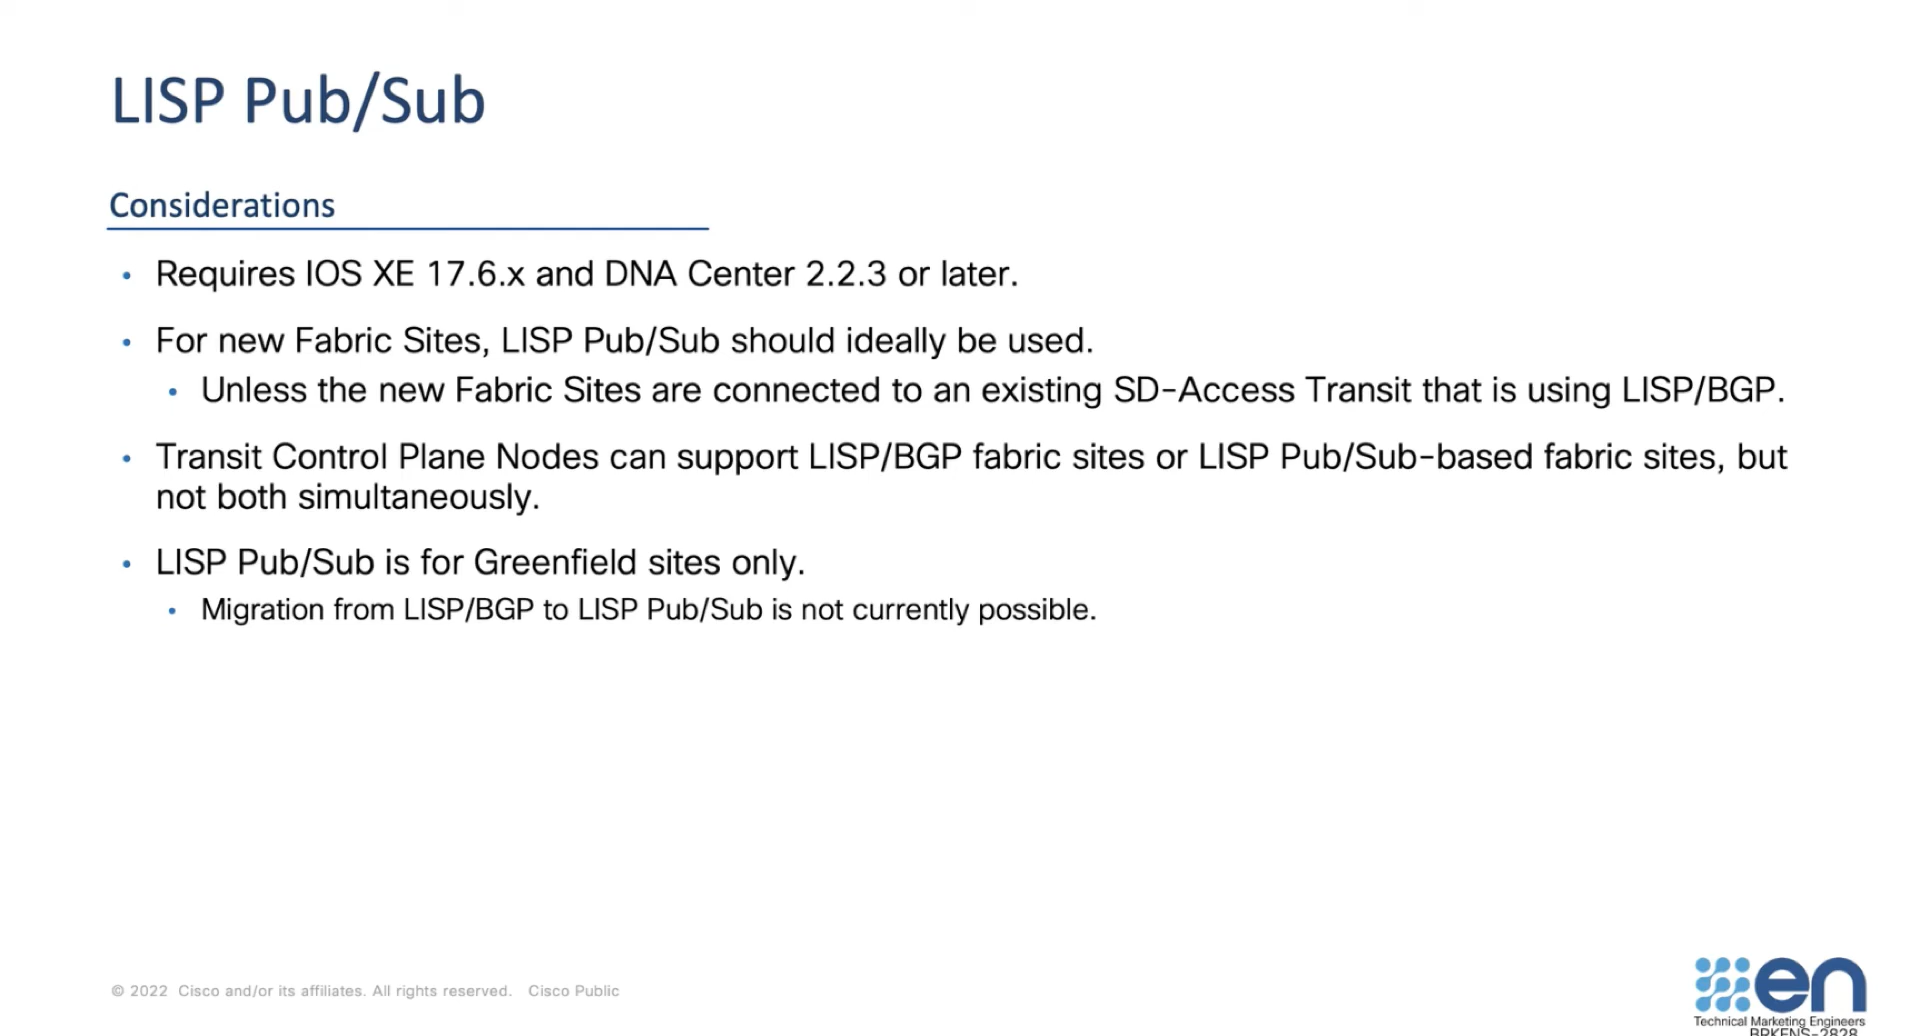 LISP Pub/Sub
Considerations
• Requires IOS XE 17.6.x and DNA Center 2.2.3 or later.
• For new Fabric Sites, LISP Pub/Sub should ideally be used.
• Unless the new Fabric Sites are connected to an existing SD-Access Transit that is using LISP/BGP.
• Transit Control Plane Nodes can support LISP/BGP fabric sites or LISP Pub/Sub-based fabric sites, but
not both simultaneously.
• LISP Pub/Sub is for Greenfield sites only.
• Migration from LISP/BGP to LISP Pub/Sub is not currently possible.
© 2022 Cisco and/or its affiliates. All rights reserved. Cisco Public
en
Technical Marketing Engineers
BRKENS-2828